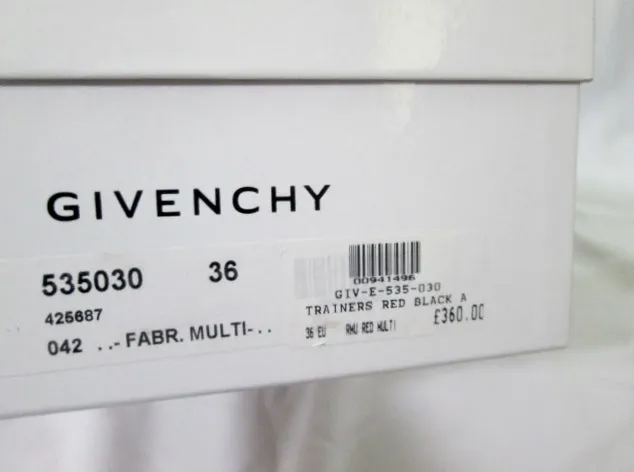 GIVENCHY
535030 36
425687
042 ..- FABR. MULTI-..
00941496
GIV-E-535-030
TRAINERS RED BLACK A
36 EU RMU RED MULTI
£360.00